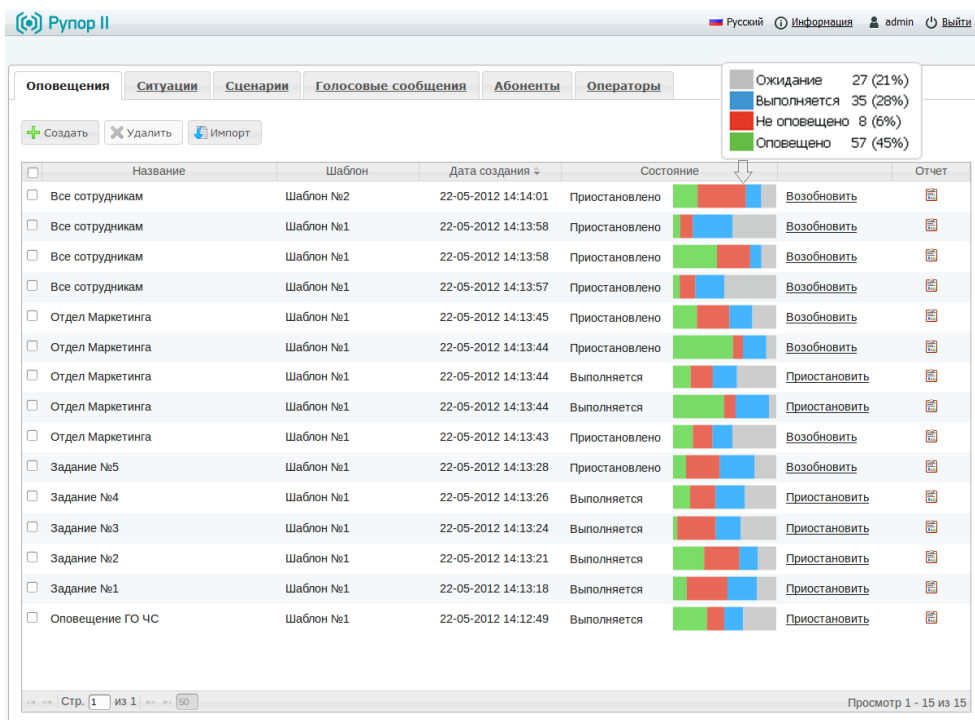 Рупор II
Русский Информация admin Выйти
Оповещения Ситуации Сценарии Голосовые сообщения Абоненты Операторы
Ожидание 27 (21%)
Выполняется 35 (28%)
Не оповещено 8 (6%)
Оповещено 57 (45%)
Создать Удалить Импорт
Название Шаблон Дата создания Состояние Отчет
Все сотрудникам Шаблон №2 22-05-2012 14:14:01 Приостановлено Возобновить
Все сотрудникам Шаблон №1 22-05-2012 14:13:58 Приостановлено Возобновить
Все сотрудникам Шаблон №1 22-05-2012 14:13:58 Приостановлено Возобновить
Все сотрудникам Шаблон №1 22-05-2012 14:13:57 Приостановлено Возобновить
Отдел Маркетинга Шаблон №1 22-05-2012 14:13:45 Приостановлено Возобновить
Отдел Маркетинга Шаблон №1 22-05-2012 14:13:44 Приостановлено Возобновить
Отдел Маркетинга Шаблон №1 22-05-2012 14:13:44 Выполняется Приостановить
Отдел Маркетинга Шаблон №1 22-05-2012 14:13:44 Выполняется Приостановить
Отдел Маркетинга Шаблон №1 22-05-2012 14:13:43 Приостановлено Возобновить
Задание №5 Шаблон №1 22-05-2012 14:13:28 Приостановлено Возобновить
Задание №4 Шаблон №1 22-05-2012 14:13:26 Выполняется Приостановить
Задание №3 Шаблон №1 22-05-2012 14:13:24 Выполняется Приостановить
Задание №2 Шаблон №1 22-05-2012 14:13:21 Выполняется Приостановить
Задание №1 Шаблон №1 22-05-2012 14:13:18 Выполняется Приостановить
Оповещение ГО ЧС Шаблон №1 22-05-2012 14:12:49 Выполняется Приостановить
Стр. 1 из 1 50 Просмотр 1 - 15 из 15